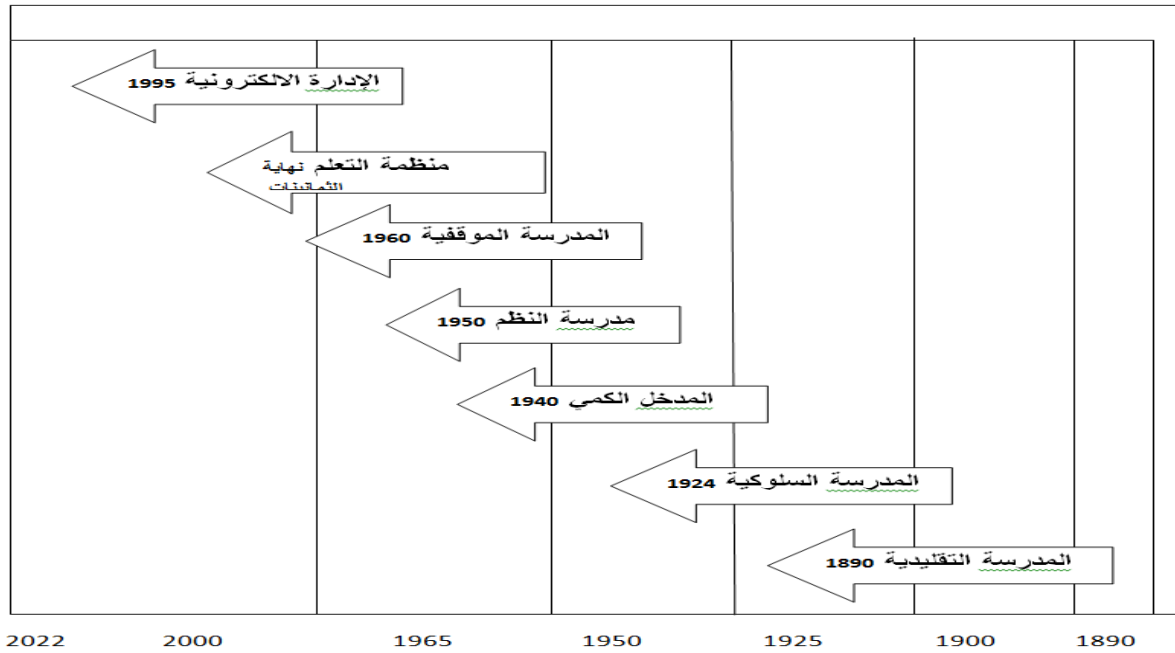 الإدارة الالكترونية 1995
منظمة التعلم نهاية
الثمانينات
المدرسة الموقفية 1960
مدرسة النظم 1950
المدخل الكمي 1940
المدرسة السلوكية 1924
المدرسة التقليدية 1890
2022 2000 1965 1950 1925 1900 1890